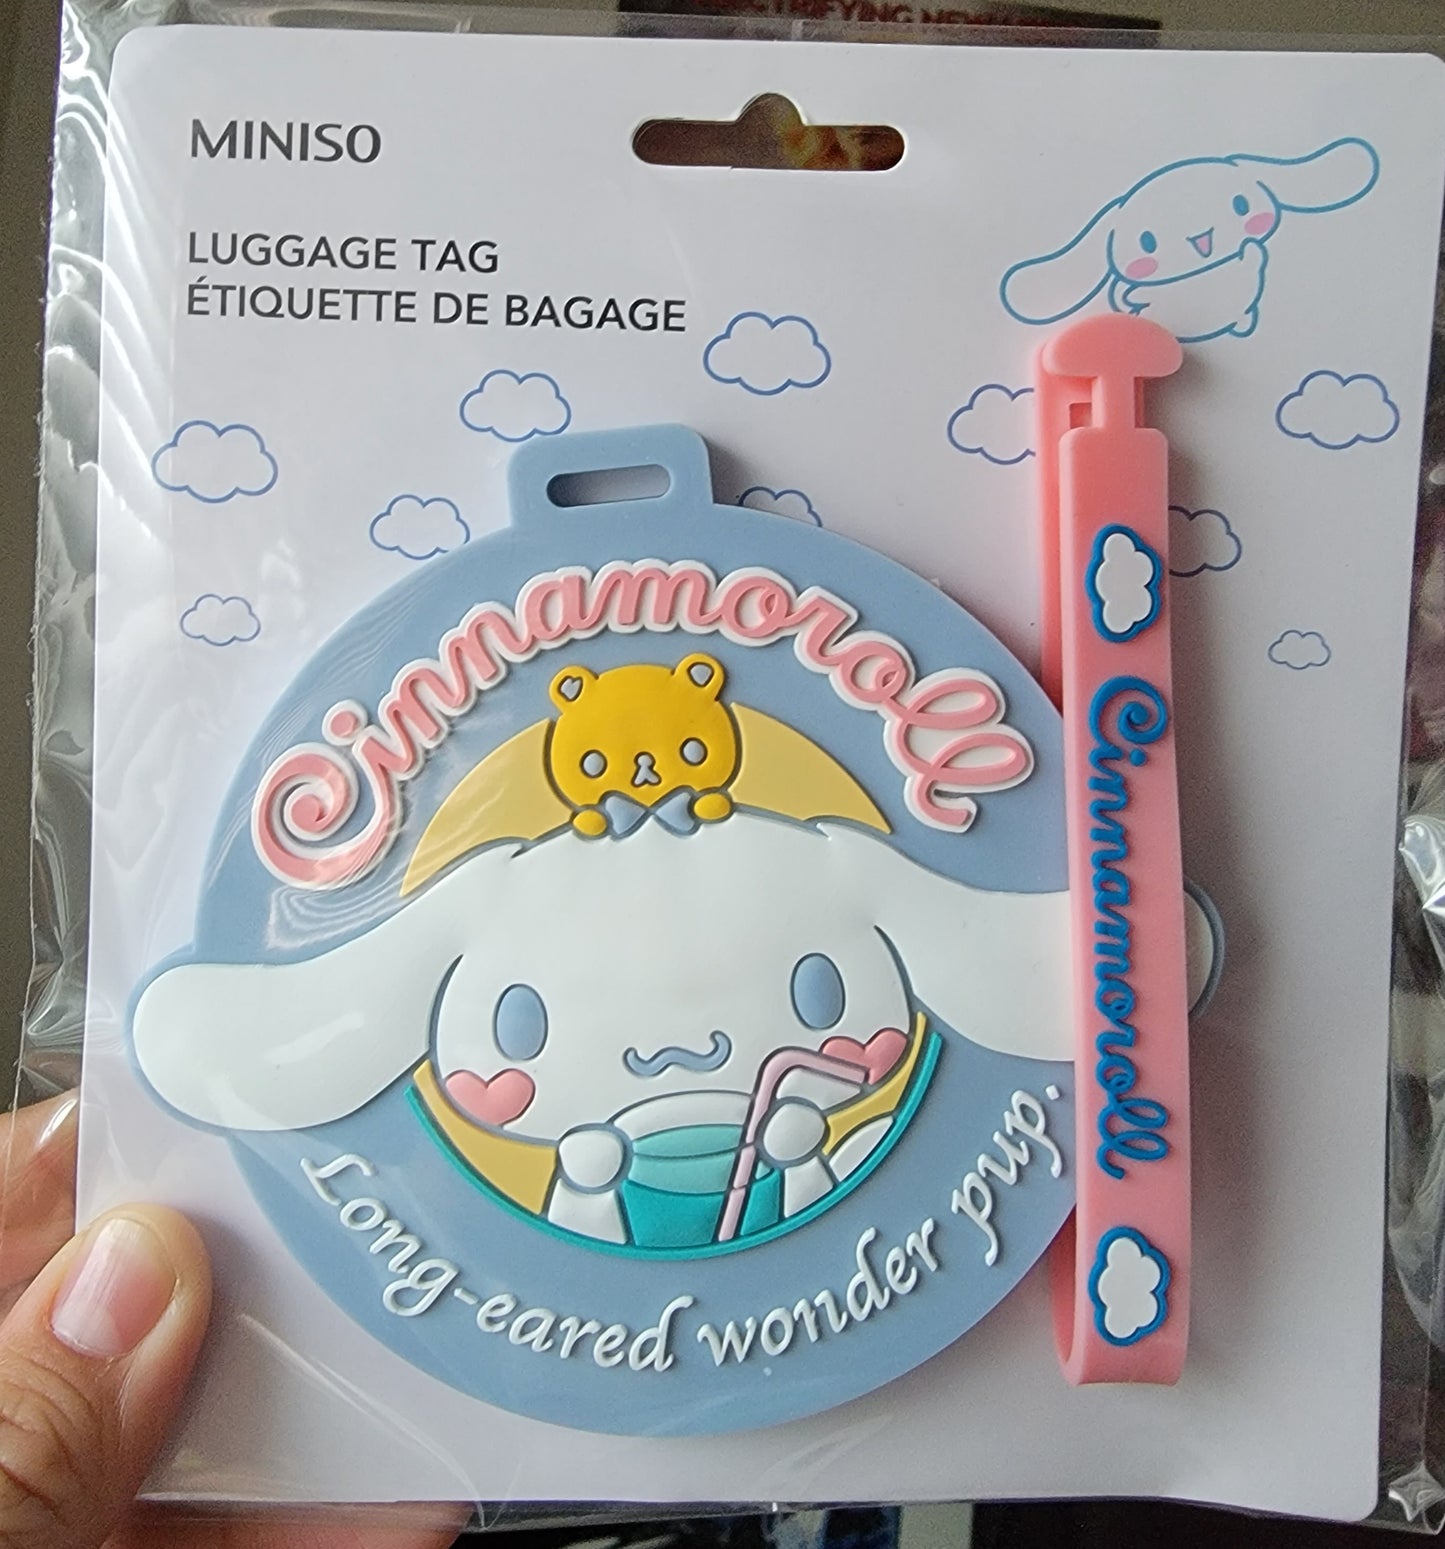 MINISO
LUGGAGE TAG
ÉTIQUETTE DE BAGAGE
Cinnamoroll
Long-eared wonder pup.
Cinnamoroll